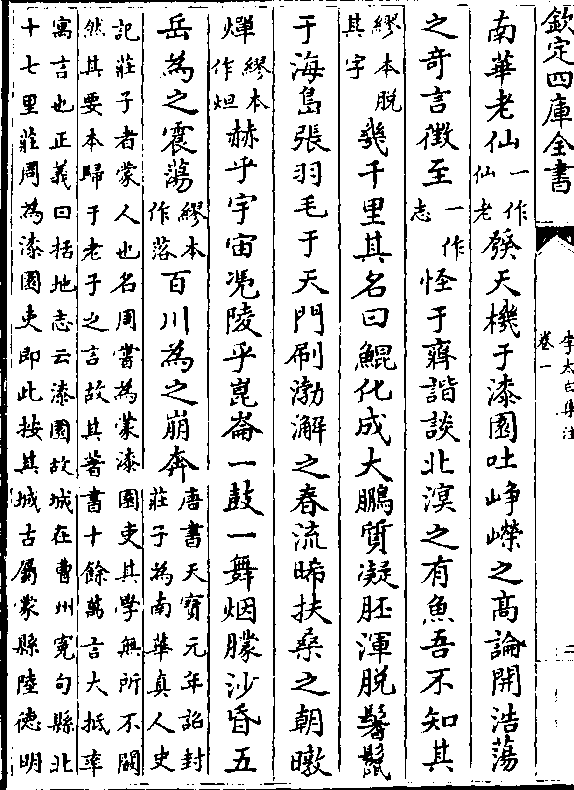 欽定四庫全書
李太白集注
卷一
二
南華老仙一作仙老發天機于漆園吐崢嶸之髙論開浩蕩
之奇言徴至一作志怪于齊諧談北溟之有魚吾不知其
繆本脱其字㡬千里其名曰鯤化成大鵬質凝胚渾脱鬐鬛
于海島張羽毛于天門刷渤澥之春流晞扶桑之朝暾
燀繆本作烜赫乎宇宙凭陵乎崑崙一鼓一舞烟朦沙昏五
岳為之震蕩繆本作落百川為之崩奔唐書天寳元年詔封莊子為南華真人史
記莊子者蒙人也名周嘗為蒙漆園吏其學無所不闚
然其要本歸于老子之言故其著書十餘萬言大抵率
寓言也正義曰括地志云漆園故城在曹州寃句縣北
十七里莊周為漆園吏即此按其城古屬蒙縣陸德明